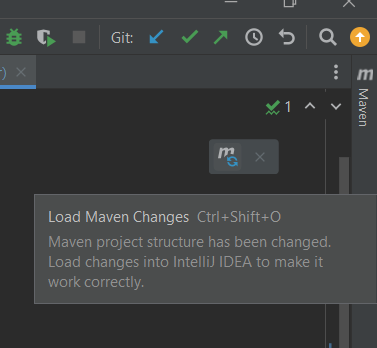 Git:
r)
m
Maven
1
m
Load Maven Changes Ctrl+Shift+O
Maven project structure has been changed.
Load changes into IntelliJ IDEA to make it
work correctly.